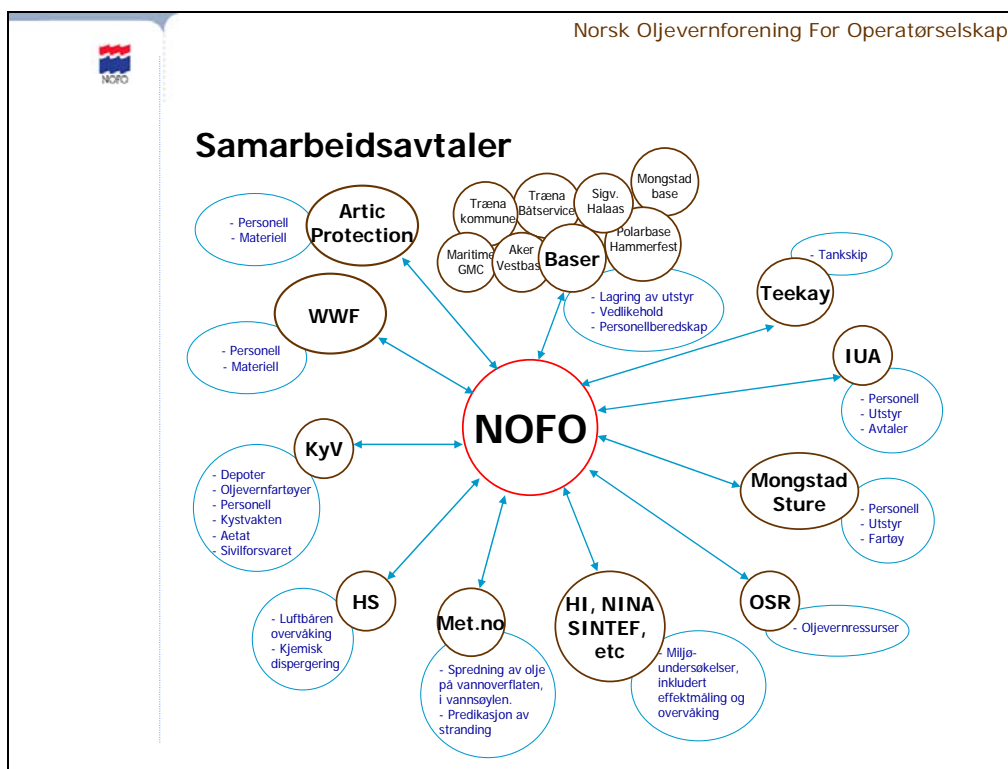 Norsk Oljevernforening For Operatørselskap
NOFO
Samarbeidsavtaler
Artic
Protection
- Personell
- Materiell
Træna
kommune
Træna
Båtservice
Sigv.
Halaas
Mongstad
base
Maritime
GMC
Aker
Vestbase
Baser
Polarbase
Hammerfest
- Lagring av utstyr
- Vedlikehold
- Personellberedskap
- Tankskip
Teekay
WWF
- Personell
- Materiell
IUA
- Personell
- Utstyr
- Avtaler
NOFO
KyV
- Depoter
- Oljevernfartøyer
- Personell
- Kystvakten
- Aetat
- Sivilforsvaret
Mongstad
Sture
- Personell
- Utstyr
- Fartøy
HS
- Luftbåren
overvåking
- Kjemisk
dispergering
Met.no
- Spredning av olje
på vannoverflaten,
i vannsøylen.
- Predikasjon av
stranding
HI, NINA
SINTEF,
etc
- Miljø-
undersøkelser,
inkludert
effektmåling og
overvåking
OSR
- Oljevernressurser